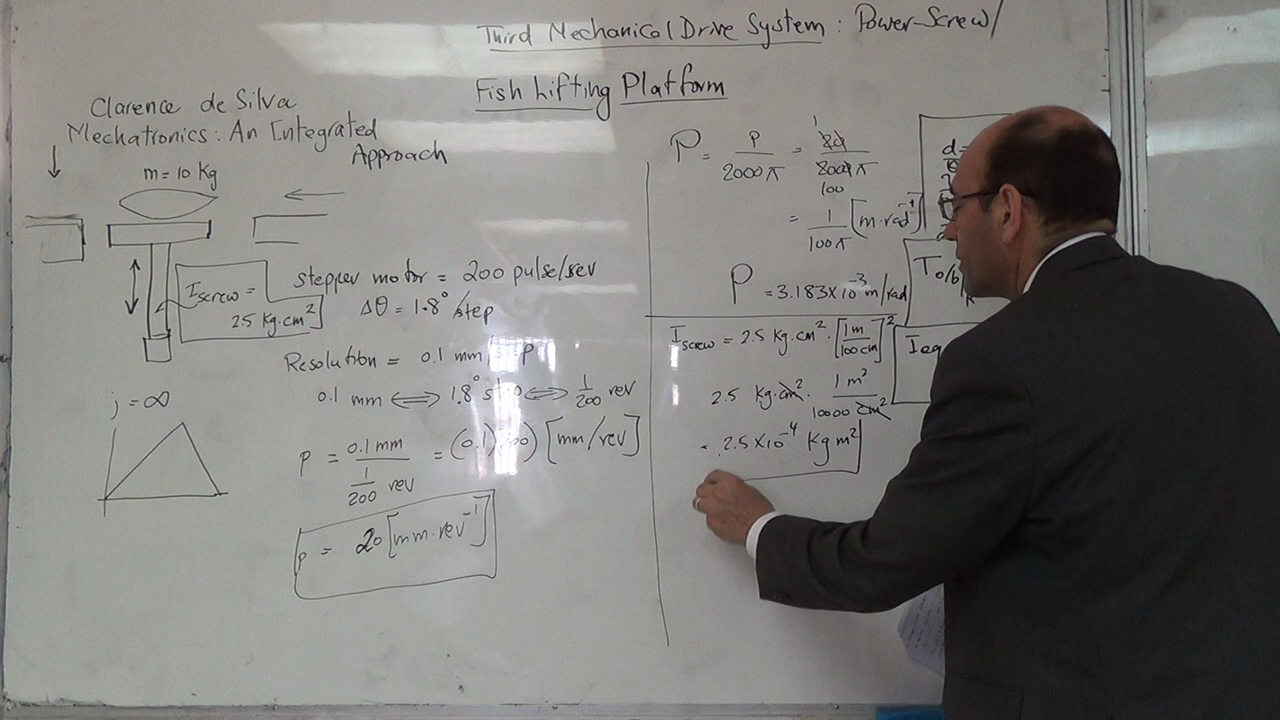 Third Mechanical Drive System : Power-Screw/
Fish Lifting Platform
Clarence de Silva
Mechatronics: An Integrated
Approach
m = 10 Kg
I screw =
2.5 Kg.cm²
stepper motor = 200 pulse/rev
Δθ = 1.8°/step
Resolution = 0.1 mm/
0.1 mm ⟺ 1.8° ⟺ 1/200 rev
j = ∞
p = 0.1 mm / (1/200 rev) = (0.1) [mm/rev]
p = 20 [mm.rev⁻¹]
P = p/2000π = 20/2000π
1
100
= 1/100π [m.rad⁻¹]
P = 3.183×10⁻³ m/rad
I screw = 2.5 Kg.cm² . [1m/100cm]²
2.5 Kg.cm² . 1 m²/10000 cm²
= 2.5×10⁻⁴ Kg m²
d=
T o/b/
Ieq